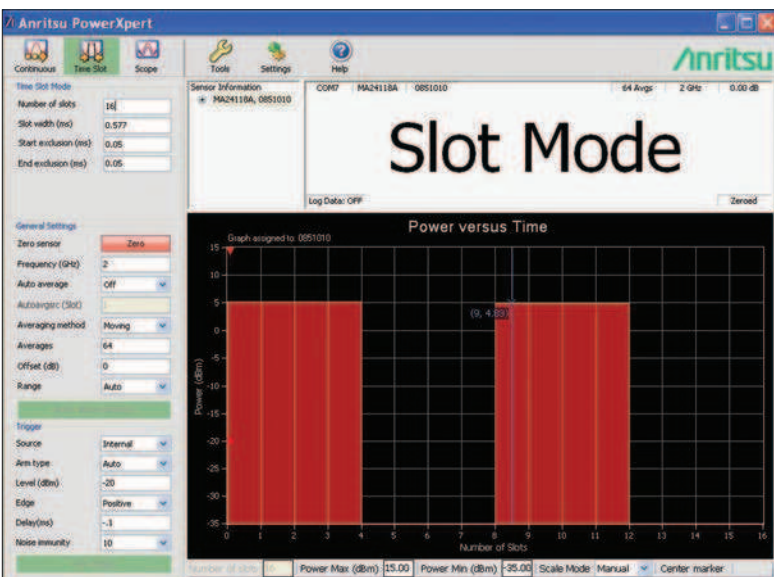 Anritsu PowerXpert
Continuous Time Slot Scope Tools Settings Help
Anritsu
Time Slot Mode
Number of slots 16
Slot width (ms) 0.577
Start exclusion (ms) 0.05
End exclusion (ms) 0.05
Sensor Information
MA24118A, 0851010
COM7 MA24118A 0851010 64 Avgs 2 GHz 0.00 dB
Slot Mode
Log Data: OFF Zeroed
General Settings
Zero sensor Zero
Frequency (GHz) 2
Auto average Off
Autoavgsrc (Slot)
Averaging method Moving
Averages 64
Offset (dB) 0
Range Auto
Trigger
Source Internal
Arm type Auto
Level (dBm) -20
Edge Positive
Delay(ms) -.1
Noise immunity 10
Power versus Time
Graph assigned to: 0851010
15
10
5
0
-5
-10
-15
-20
-25
-30
-35
Power (dBm)
(9, 4.89)
0 1 2 3 4 5 6 7 8 9 10 11 12 13 14 15 16
Number of Slots
Number of slots 16 Power Max (dBm) 15.00 Power Min (dBm) -35.00 Scale Mode Manual Center marker